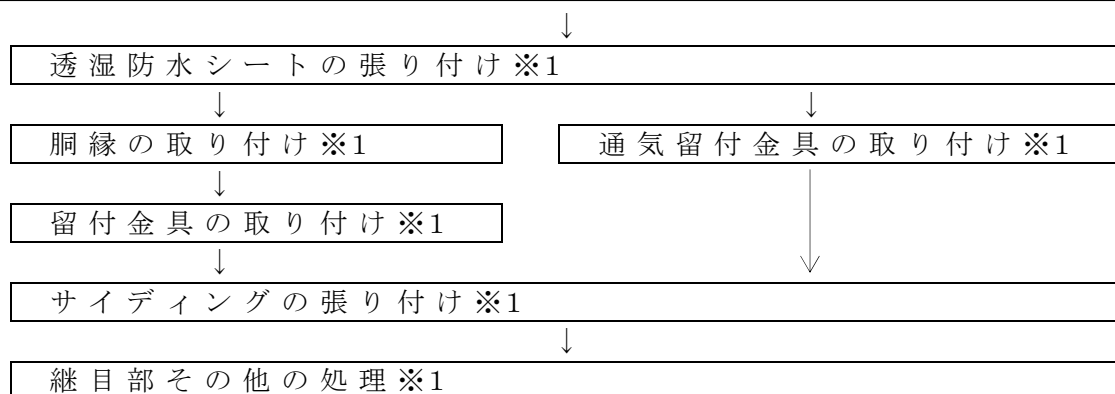 ↓
透湿防水シートの張り付け※1
↓ ↓
胴縁の取り付け※1 通気留付金具の取り付け※1
↓
留付金具の取り付け※1
↓ ↓
サイディングの張り付け※1
↓
継目部その他の処理※1